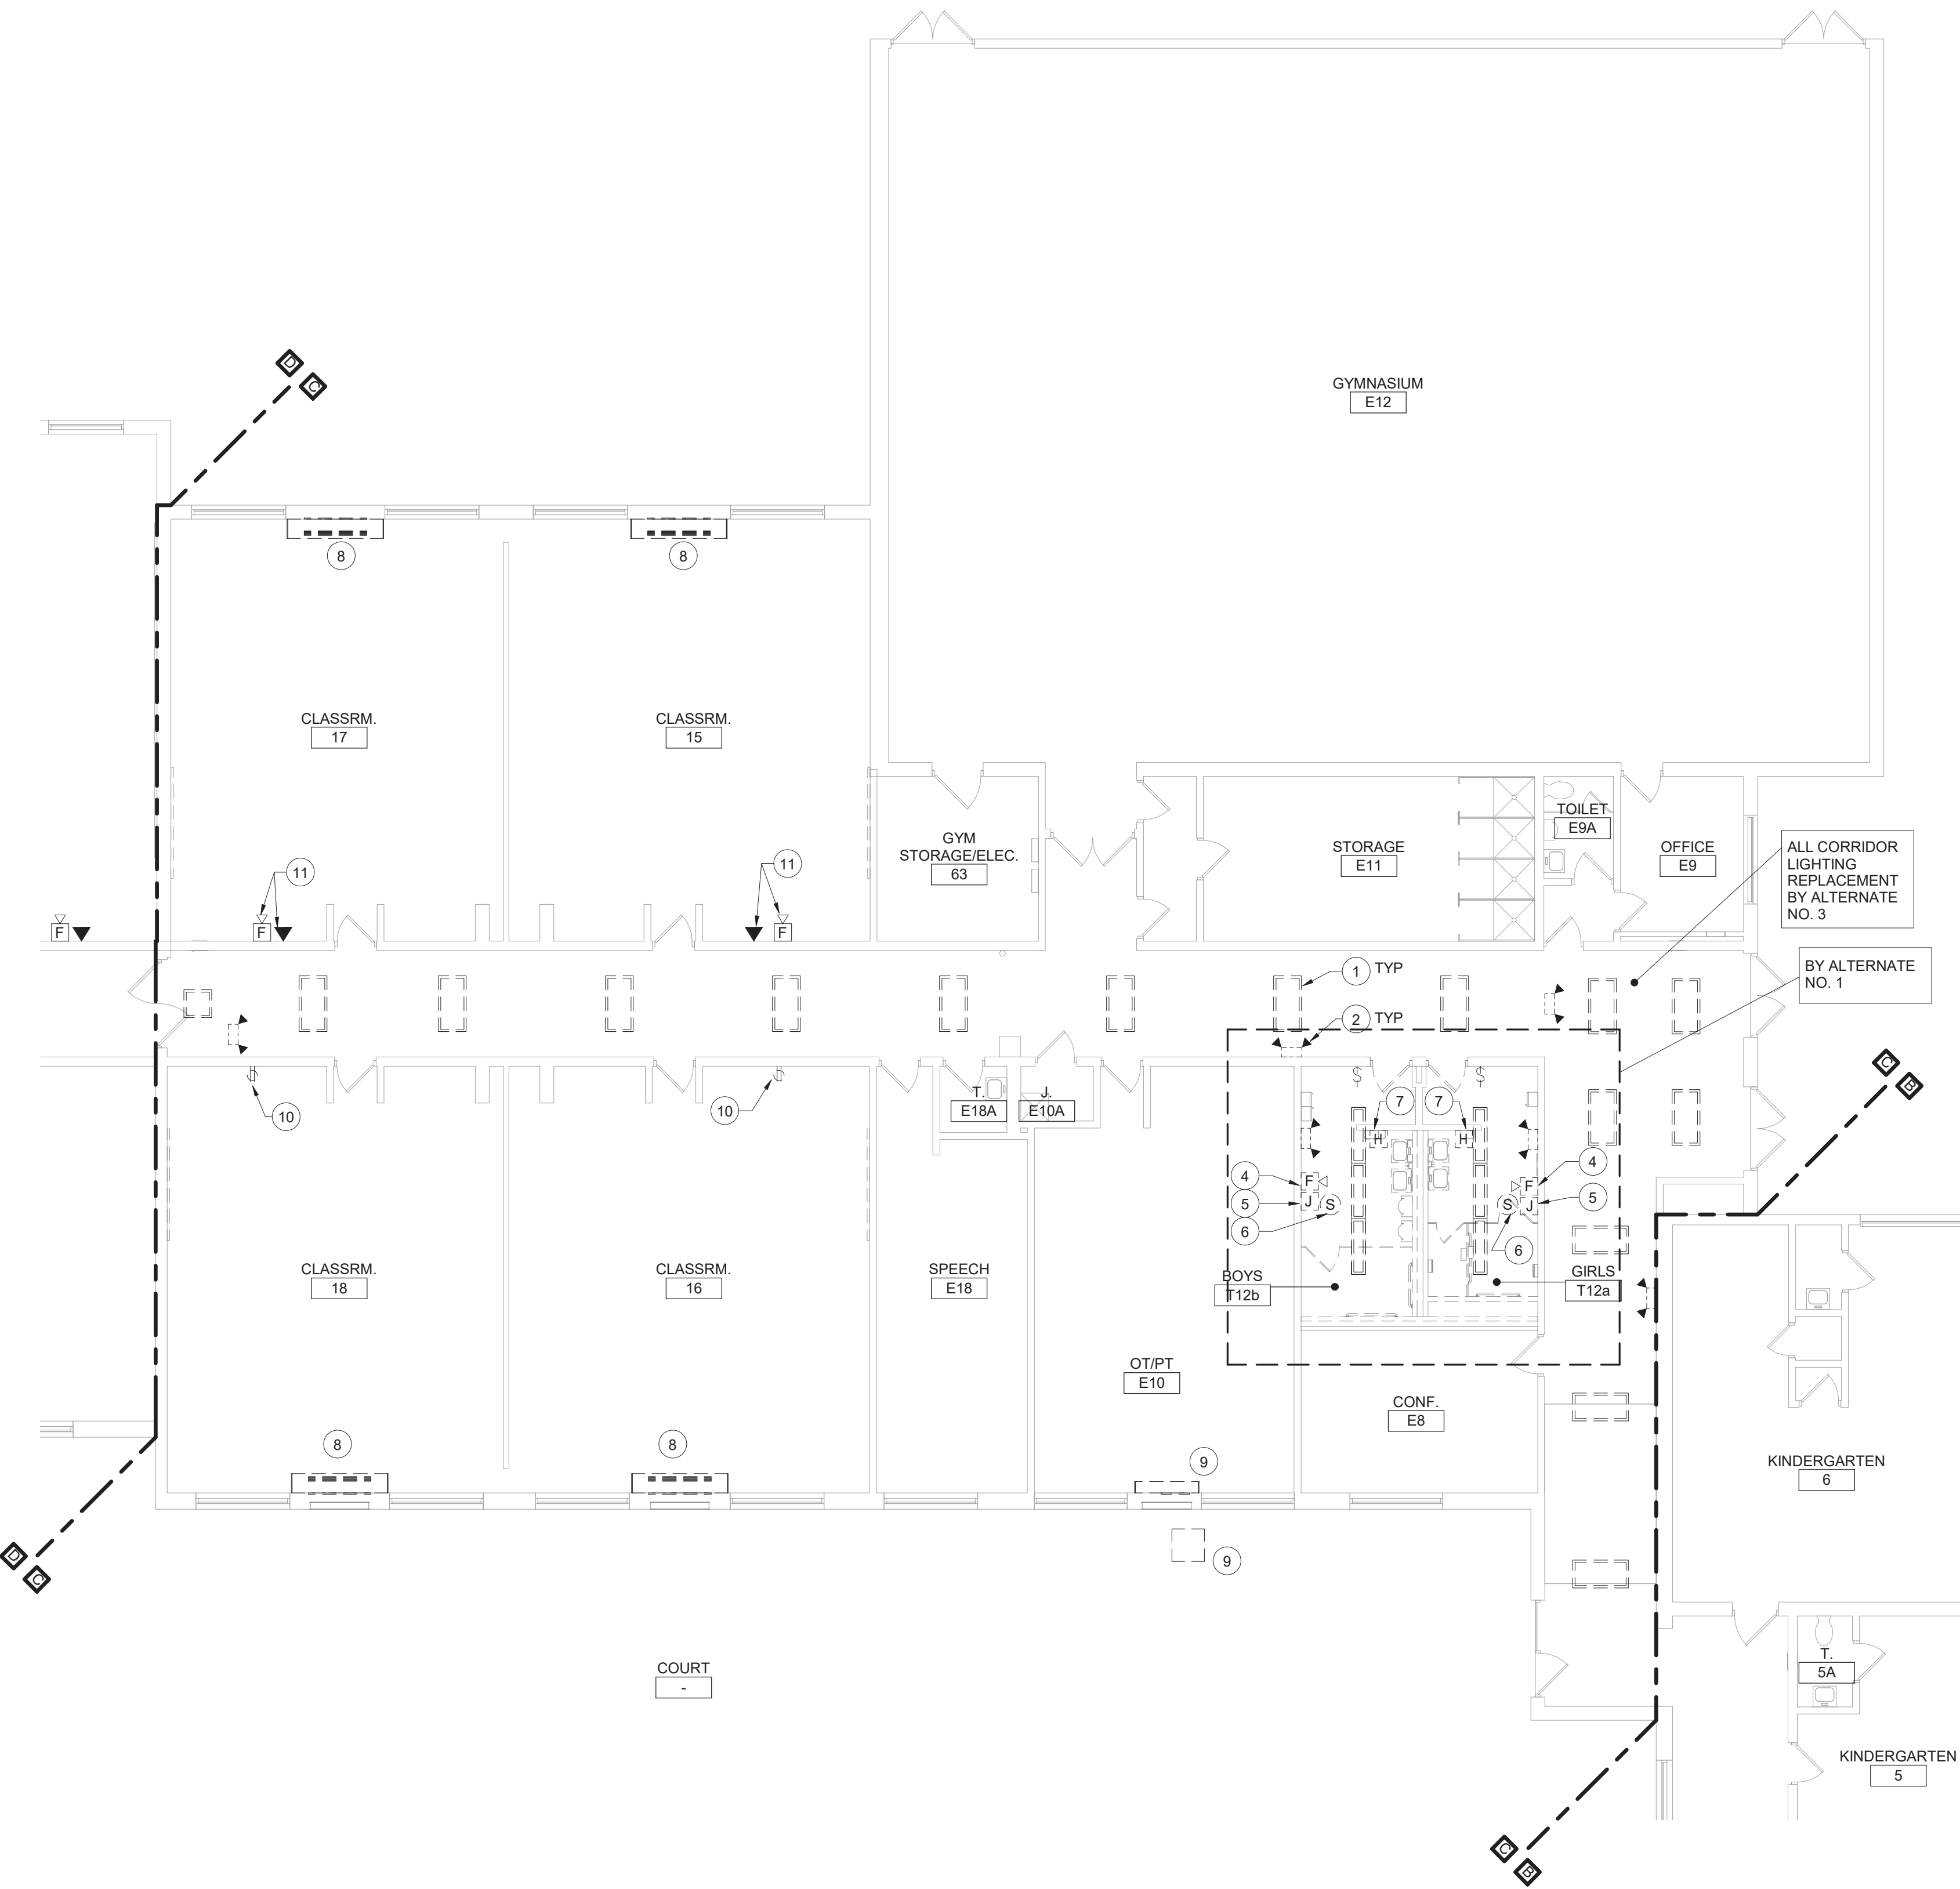 D
C
GYMNASIUM
E12
8
8
CLASSRM.
17
CLASSRM.
15
TOILET
E9A
GYM
STORAGE/ELEC.
63
STORAGE
E11
OFFICE
E9
ALL CORRIDOR
LIGHTING
REPLACEMENT
BY ALTERNATE
NO. 3
11
11
F
F
F
1 TYP
BY ALTERNATE
NO. 1
2 TYP
C
B
$
$
10
10
T.
E18A
J.
E10A
7
7
H
H
4
F
F
4
5
J
S
S
J
5
6
6
CLASSRM.
18
CLASSRM.
16
SPEECH
E18
BOYS
T12b
GIRLS
T12a
OT/PT
E10
CONF.
E8
8
8
9
KINDERGARTEN
6
D
C
9
COURT
-
T.
5A
KINDERGARTEN
5
C
B